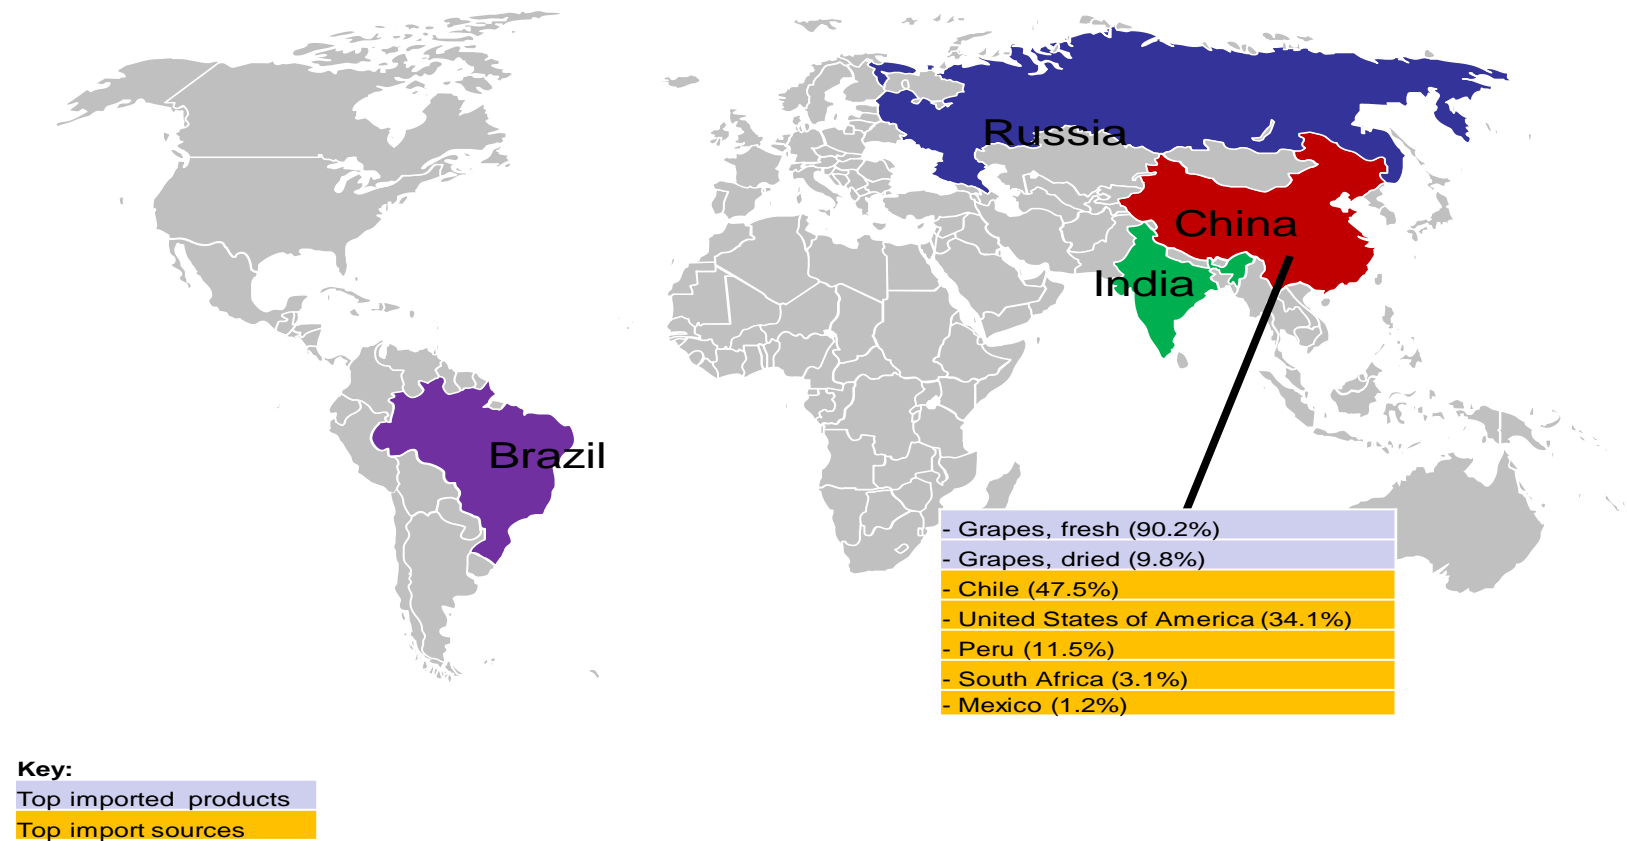 Russia
China
India
Brazil
- Grapes, fresh (90.2%)
- Grapes, dried (9.8%)
- Chile (47.5%)
- United States of America (34.1%)
- Peru (11.5%)
- South Africa (3.1%)
- Mexico (1.2%)
Key:
Top imported products
Top import sources